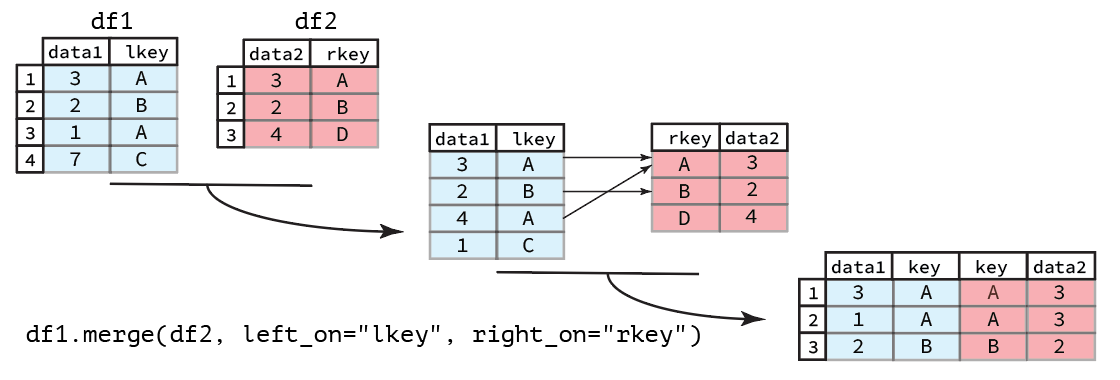 df1
data1 lkey
1 3 A
2 2 B
3 1 A
4 7 C
df2
data2 rkey
1 3 A
2 2 B
3 4 D
data1 lkey
3 A
2 B
4 A
1 C
rkey data2
A 3
B 2
D 4
data1 key key data2
1 3 A A 3
2 1 A A 3
3 2 B B 2
df1.merge(df2, left_on="lkey", right_on="rkey")